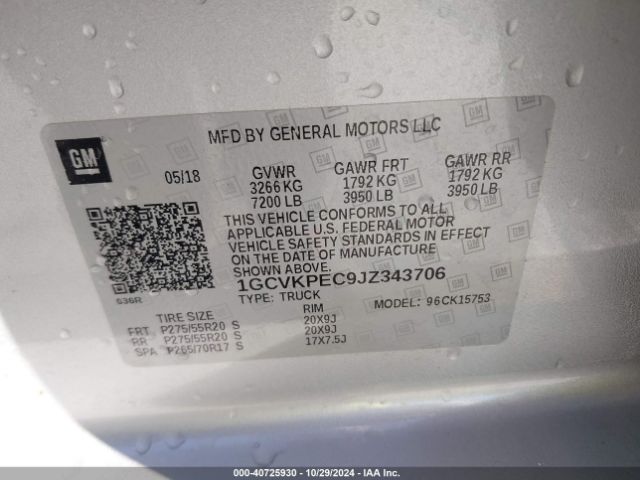 MFD BY GENERAL MOTORS LLC
GM
05/18
GVWR GAWR FRT GAWR RR
3266 KG 1792 KG 1792 KG
7200 LB 3950 LB 3950 LB
THIS VEHICLE CONFORMS TO ALL
APPLICABLE U.S. FEDERAL MOTOR
VEHICLE SAFETY STANDARDS IN EFFECT
ON THE DATE OF MANUFACTURE
SHOWN ABOVE.
1GCVKPEC9JZ343706
TYPE: TRUCK MODEL: 96CK15753
636R
TIRE SIZE RIM
FRT P275/55R20 S 20X9J
RR P275/55R20 S 20X9J
SPA P265/70R17 S 17X7.5J
000-40725930 - 10/29/2024 - IAA Inc.